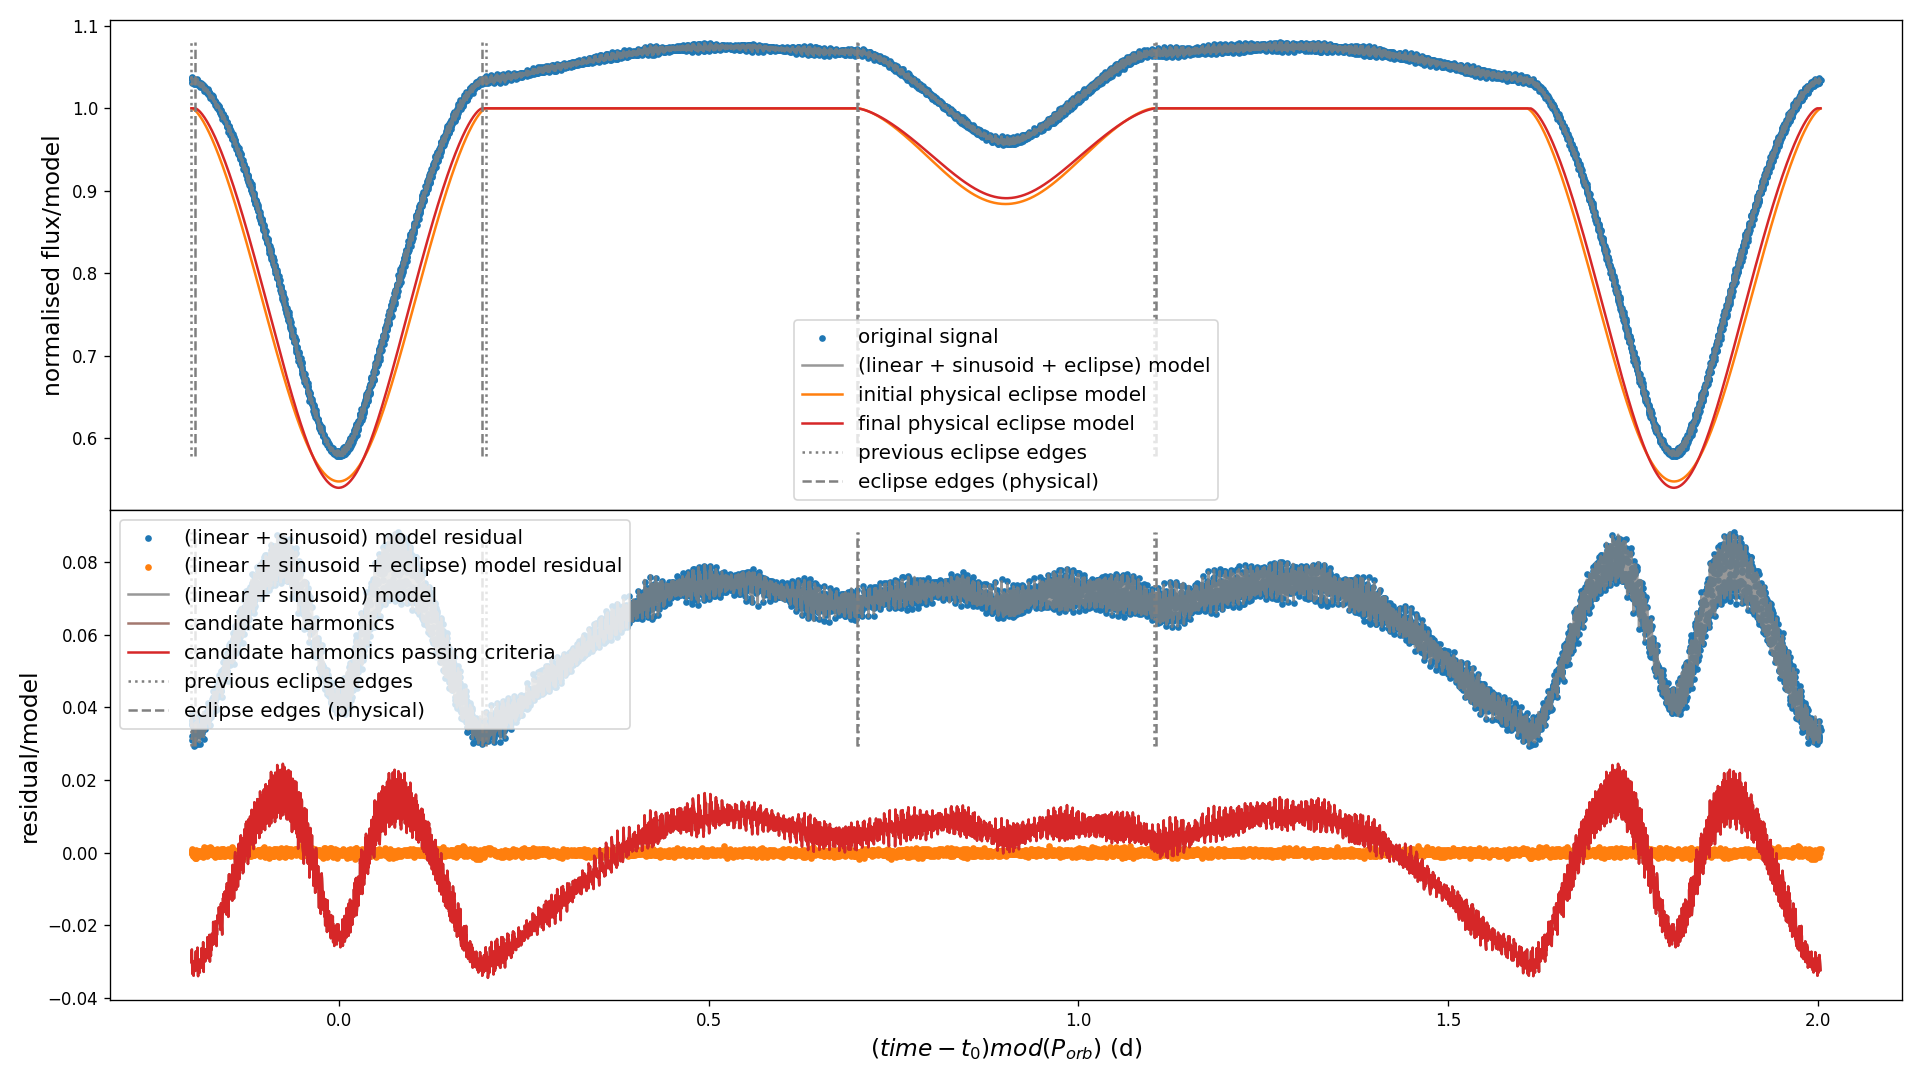 1.1
1.0
0.9
0.8
0.7
0.6
normalised flux/model
original signal
(linear + sinusoid + eclipse) model
initial physical eclipse model
final physical eclipse model
previous eclipse edges
eclipse edges (physical)
(linear + sinusoid) model residual
(linear + sinusoid + eclipse) model residual
(linear + sinusoid) model
candidate harmonics
candidate harmonics passing criteria
previous eclipse edges
eclipse edges (physical)
0.08
0.06
0.04
0.02
0.00
−0.02
−0.04
residual/model
0.0 0.5 1.0 1.5 2.0
(time − t₀)mod(P_orb) (d)